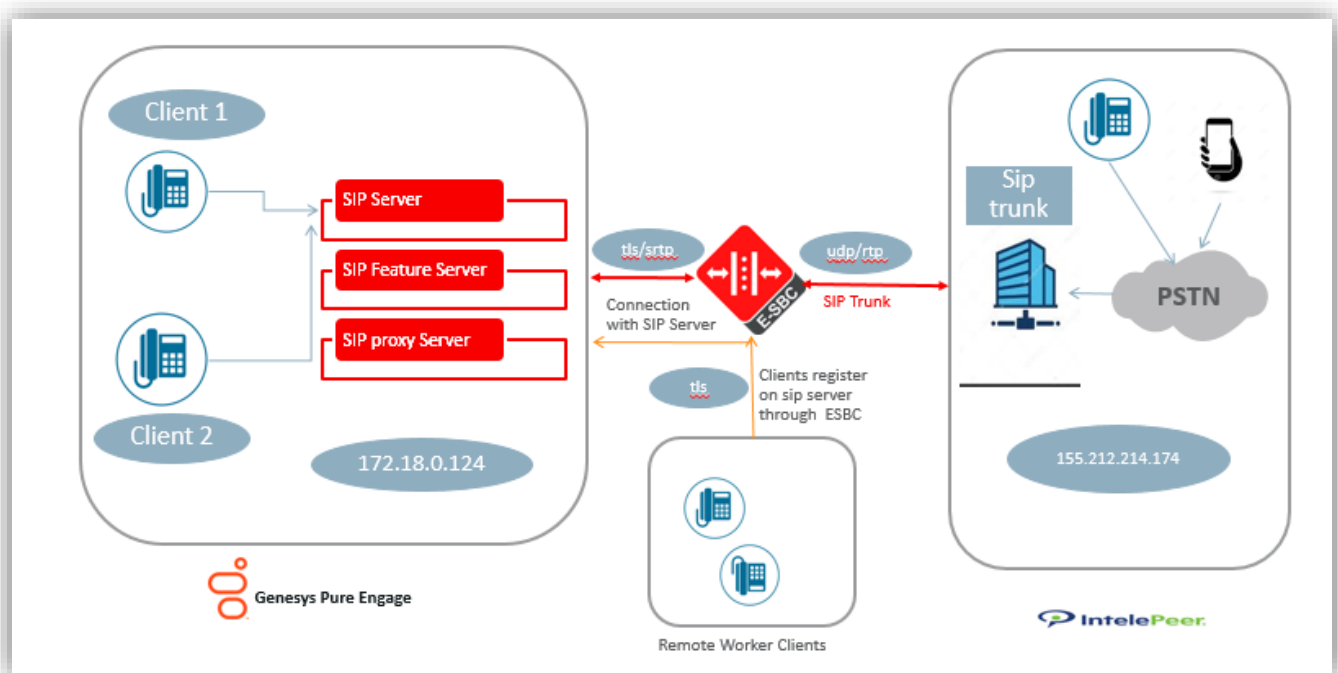 Client 1
SIP Server
SIP Feature Server
SIP proxy Server
Client 2
172.18.0.124
Genesys Pure Engage
tls/srtp
Connection
with SIP Server
E-SBC
udp/rtp
SIP Trunk
tls
Clients register
on sip server
through ESBC
Remote Worker Clients
Sip
trunk
PSTN
155.212.214.174
IntelePeer.